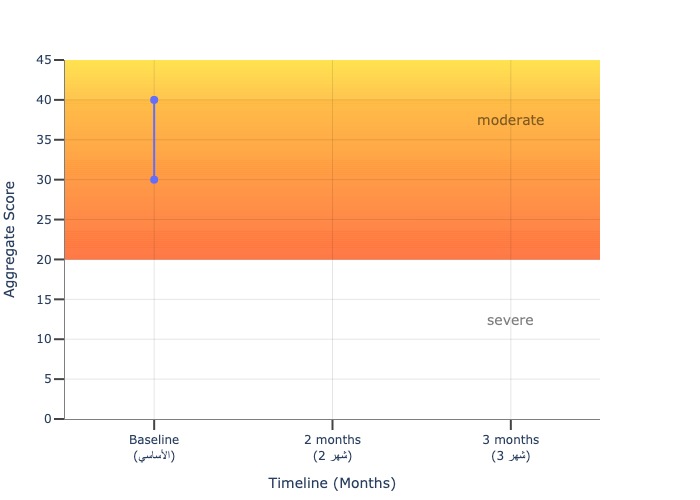 45
40
35
30
25
20
15
10
5
0
moderate
severe
Aggregate Score
Baseline
(الأساسي)
2 months
(2 شهر)
3 months
(3 شهر)
Timeline (Months)